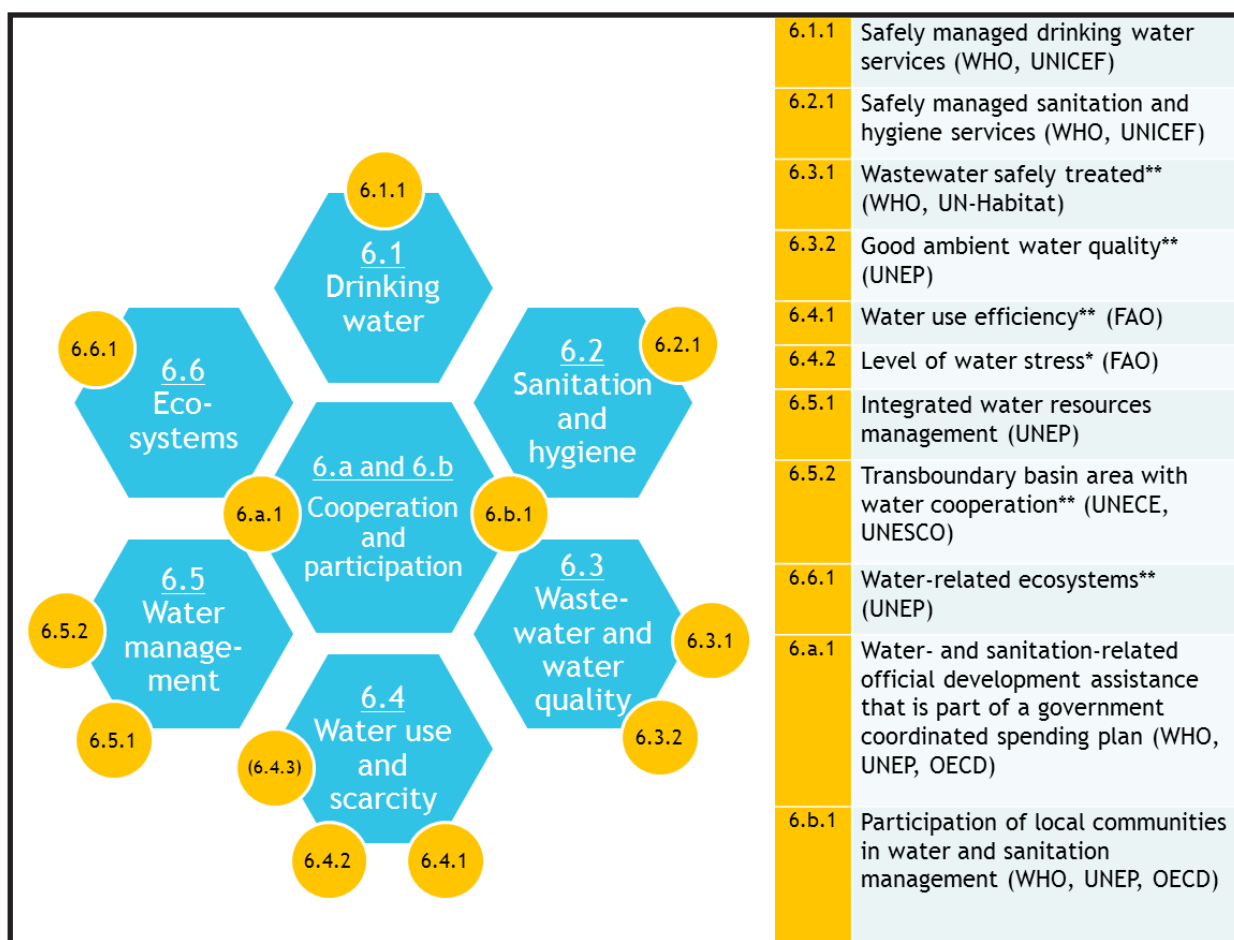 6.1.1
6.1
Drinking
water
6.6.1
6.6
Eco-
systems
6.2.1
6.2
Sanitation
and
hygiene
6.a and 6.b
Cooperation
and
participation
6.a.1
6.b.1
6.5
Water
manage-
ment
6.5.2
6.5.1
6.3
Waste-
water and
water
quality
6.3.1
6.3.2
6.4
Water use
and
scarcity
(6.4.3)
6.4.2
6.4.1
6.1.1 Safely managed drinking water
services (WHO, UNICEF)
6.2.1 Safely managed sanitation and
hygiene services (WHO, UNICEF)
6.3.1 Wastewater safely treated**
(WHO, UN-Habitat)
6.3.2 Good ambient water quality**
(UNEP)
6.4.1 Water use efficiency** (FAO)
6.4.2 Level of water stress* (FAO)
6.5.1 Integrated water resources
management (UNEP)
6.5.2 Transboundary basin area with
water cooperation** (UNECE,
UNESCO)
6.6.1 Water-related ecosystems**
(UNEP)
6.a.1 Water- and sanitation-related
official development assistance
that is part of a government
coordinated spending plan (WHO,
UNEP, OECD)
6.b.1 Participation of local communities
in water and sanitation
management (WHO, UNEP, OECD)